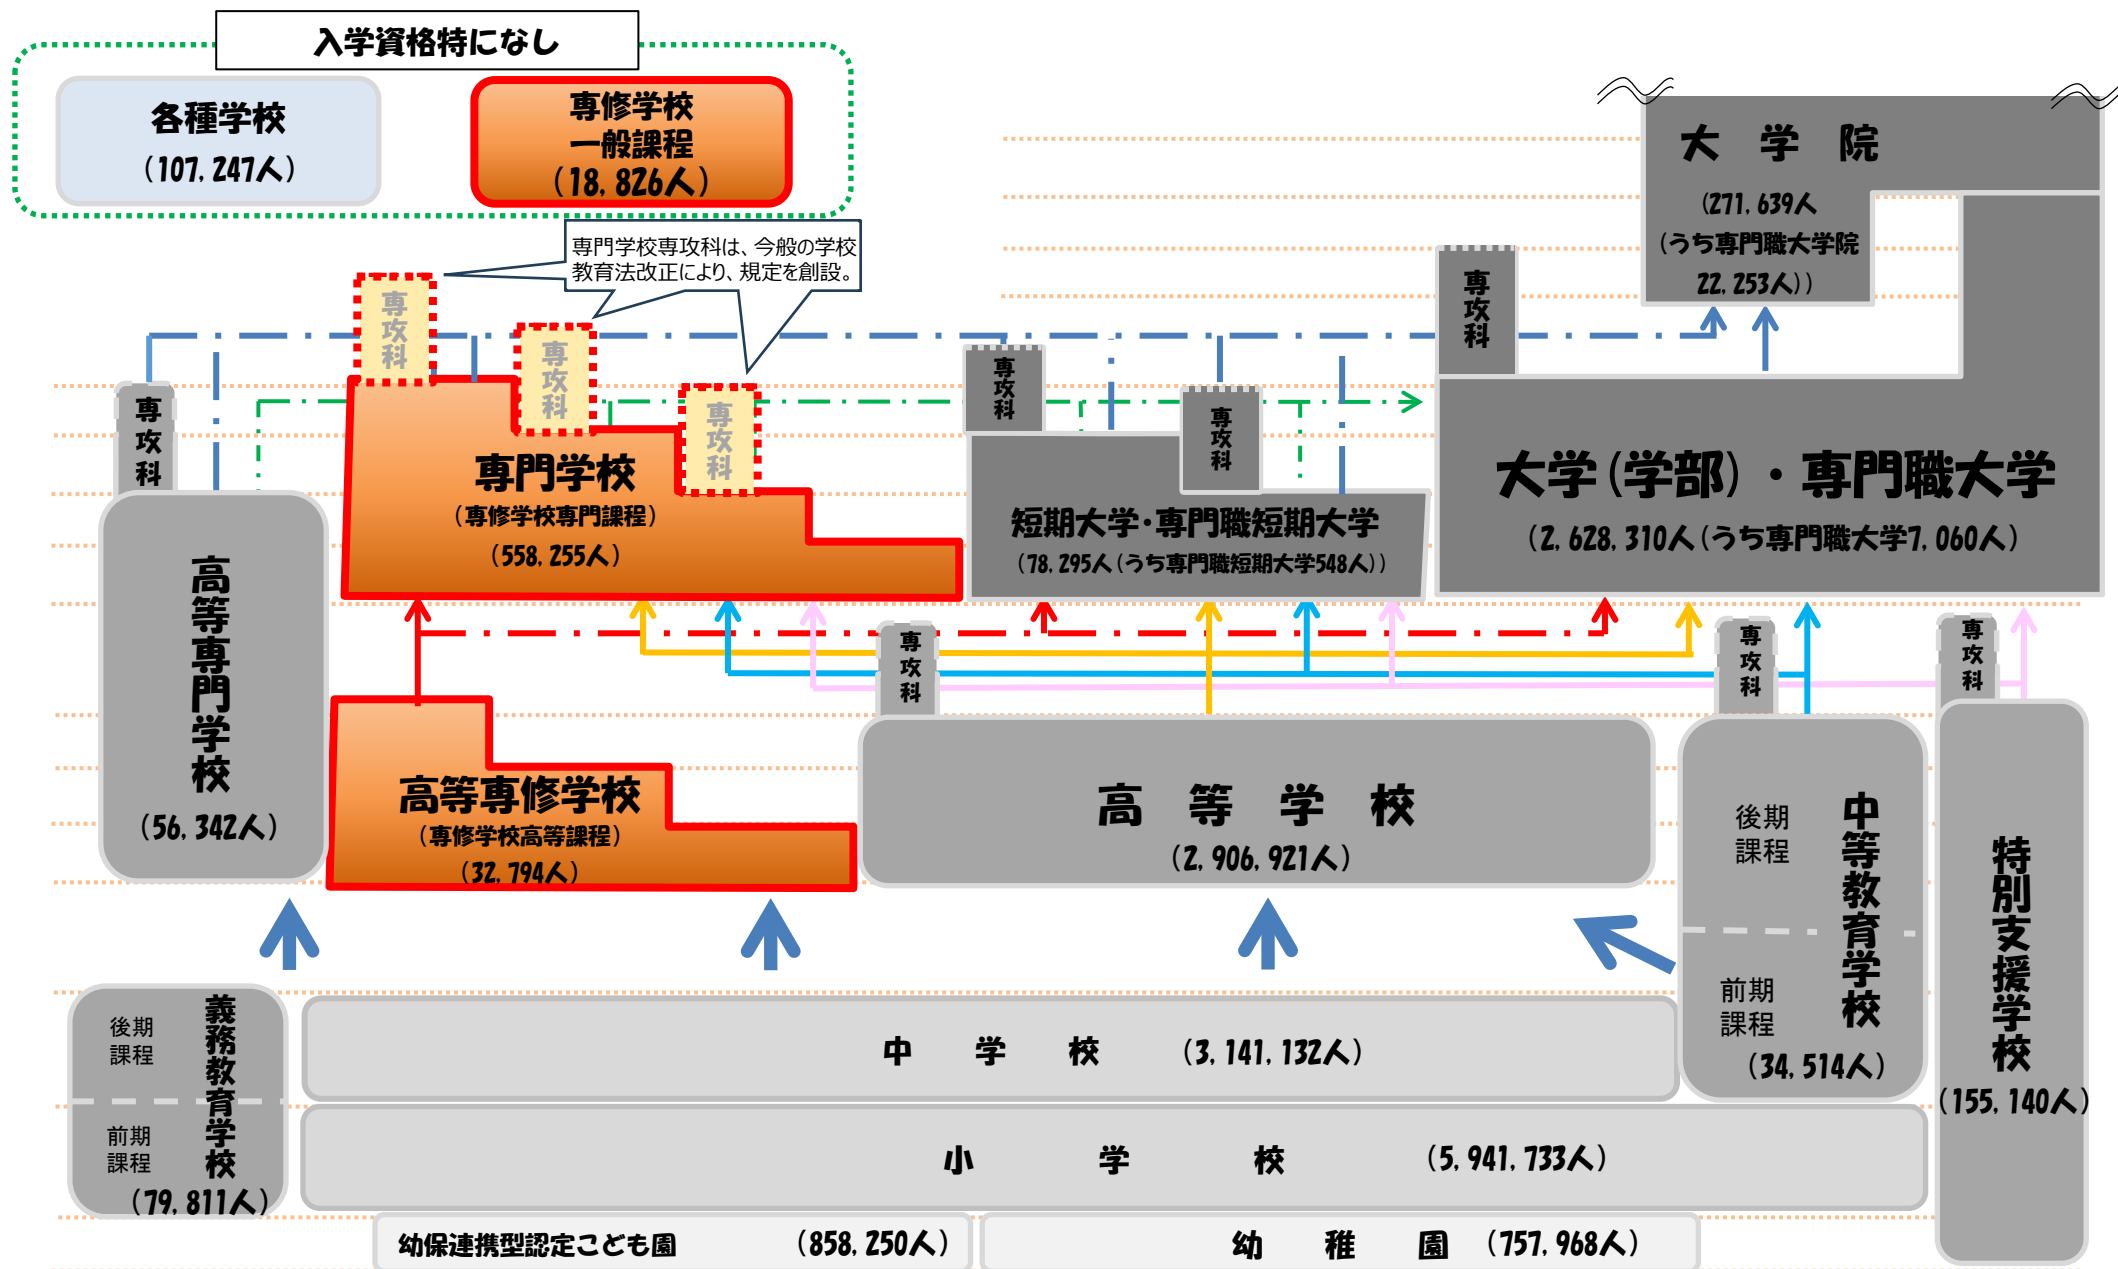 入学資格特になし
各種学校
(107,247人)
専修学校
一般課程
(18,826人)
専門学校専攻科は、今般の学校
教育法改正により、規定を創設。
大学院
(271,639人
(うち専門職大学院
22,253人))
専攻科
専攻科
専攻科
専攻科
専攻科
専攻科
専攻科
専門学校
(専修学校専門課程)
(558,255人)
短期大学・専門職短期大学
(78,295人(うち専門職短期大学548人))
大学(学部)・専門職大学
(2,628,310人(うち専門職大学7,060人)
高等専門学校
(56,342人)
専攻科
専攻科
専攻科
高等専修学校
(専修学校高等課程)
(32,794人)
高等学校
(2,906,921人)
後期
課程
中等教育学校
前期
課程
(34,514人)
特別支援学校
(155,140人)
後期
課程
義務教育学校
前期
課程
(79,811人)
中学校 (3,141,132人)
小学校 (5,941,733人)
幼保連携型認定こども園 (858,250人)
幼稚園 (757,968人)